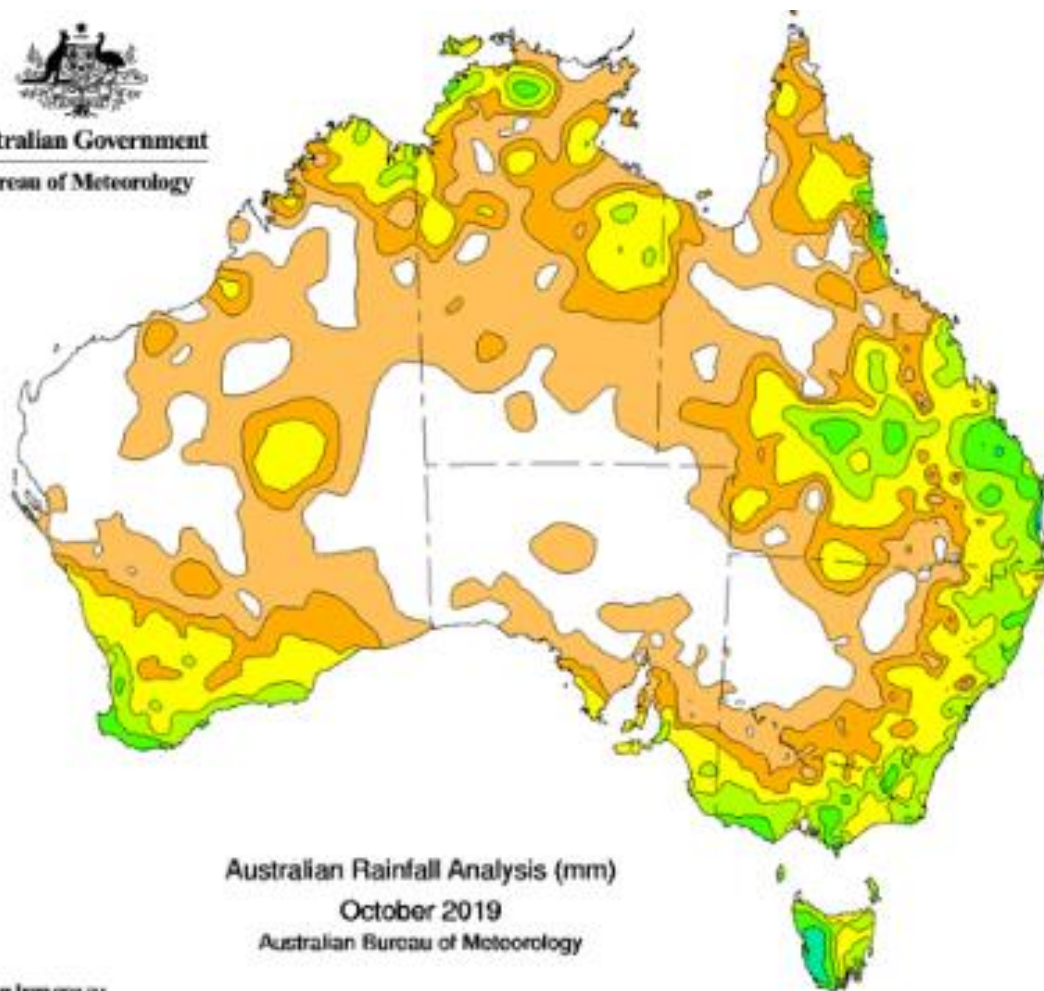 tralian Government
reau of Meteorology
Australian Rainfall Analysis (mm)
October 2019
Australian Bureau of Meteorology